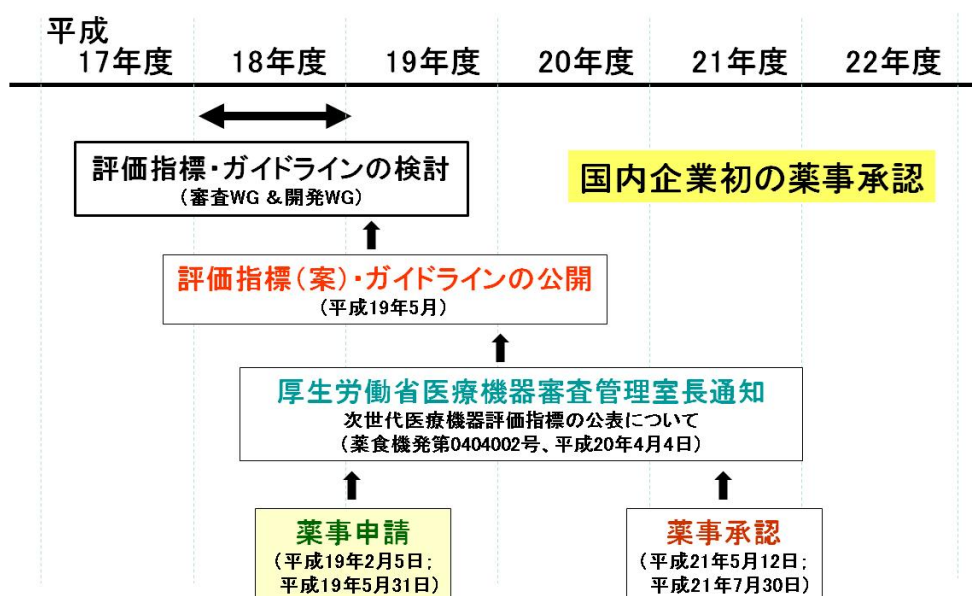 平成
17年度 18年度 19年度 20年度 21年度 22年度
評価指標・ガイドラインの検討
(審査WG & 開発WG)
国内企業初の薬事承認
評価指標(案)・ガイドラインの公開
(平成19年5月)
厚生労働省医療機器審査管理室長通知
次世代医療機器評価指標の公表について
(薬食機発第0404002号、平成20年4月4日)
薬事申請
(平成19年2月5日;
平成19年5月31日)
薬事承認
(平成21年5月12日;
平成21年7月30日)